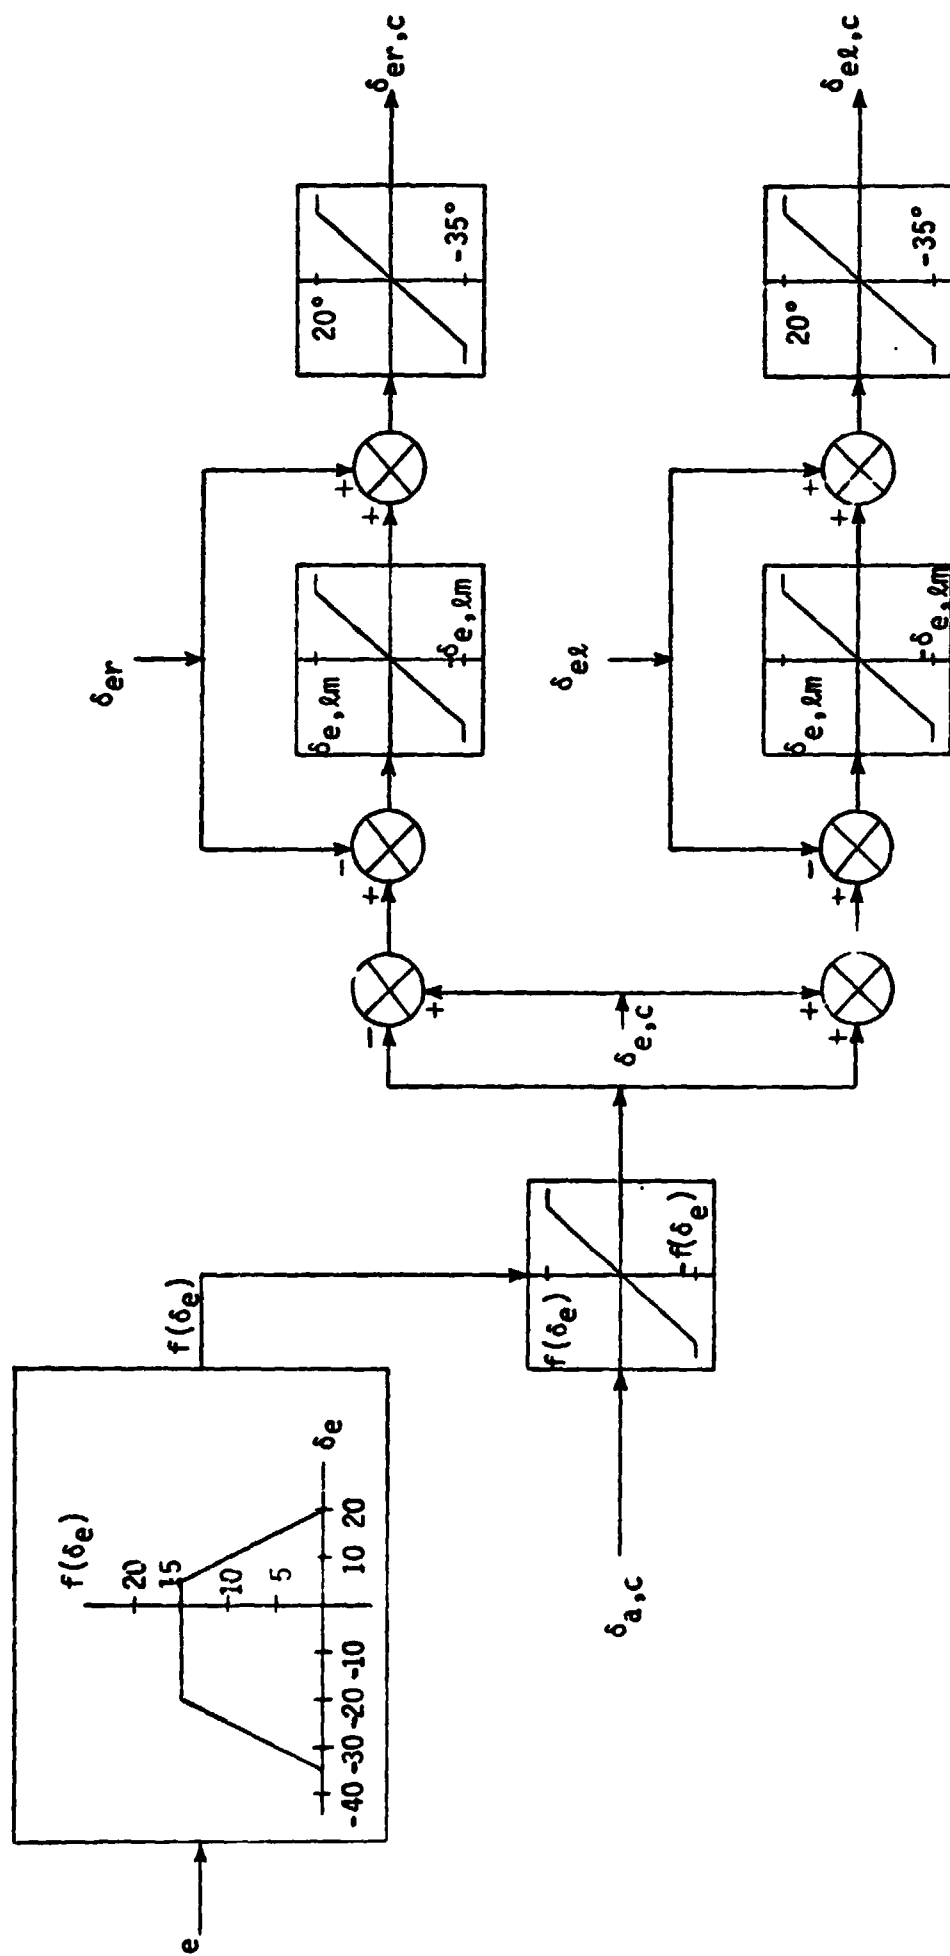 e
f(δe)
20
15
10
5
-40 -30 -20 -10 10 20
δe
f(δe)
δa,c
f(δe)
-f(δe)
δe,c
-
+
+
+
δer
-
+
δe,ℓm
-δe,ℓm
+
+
20°
-35°
δer,c
δeℓ
-
+
δe,ℓm
-δe,ℓm
+
+
20°
-35°
δeℓ,c